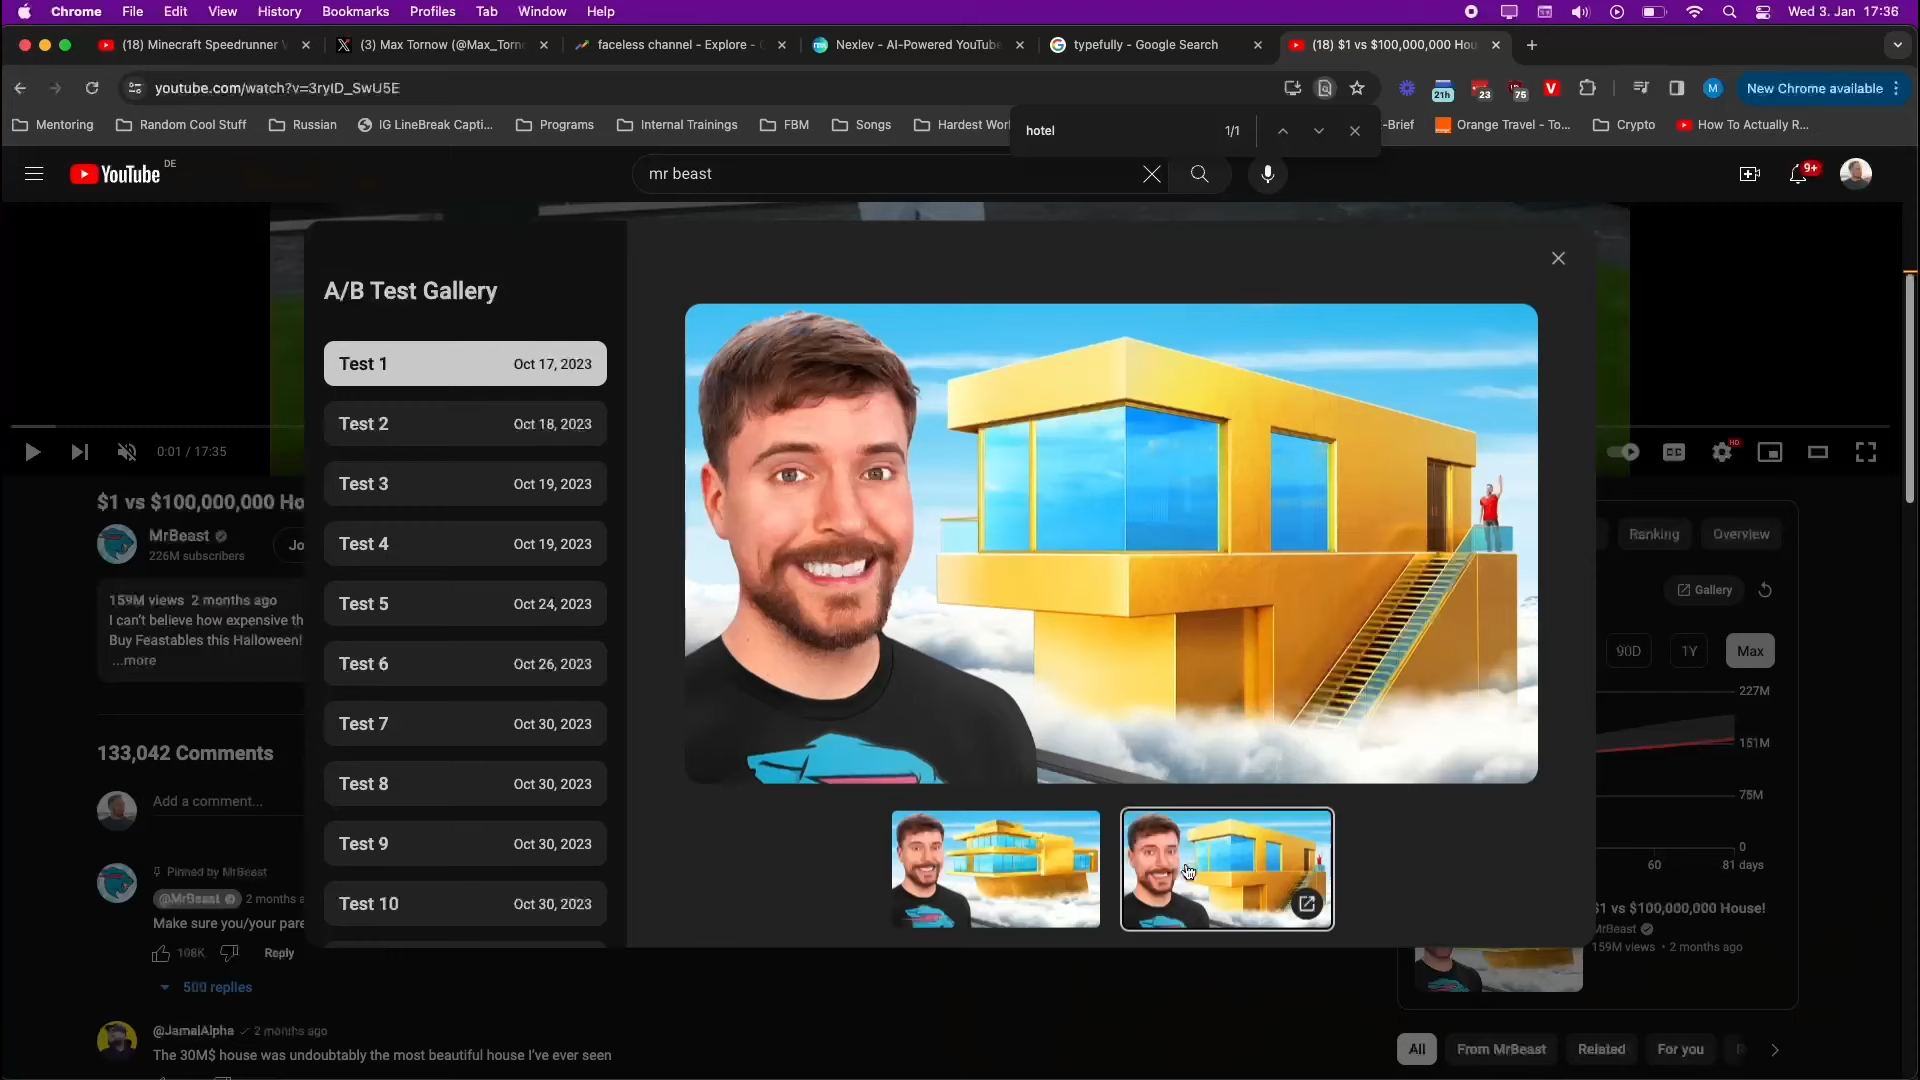 Chrome File Edit View History Bookmarks Profiles Tab Window Help Wed 3. Jan 17:36
(18) Minecraft Speedrunner
(3) Max Tornow (@Max_Torn
faceless channel - Explore -
Nexlev - AI-Powered YouTube
typefully - Google Search
(18) $1 vs $100,000,000 Hou
youtube.com/watch?v=3ryID_SwU5E
21h 23 75 V M New Chrome available
Mentoring Random Cool Stuff Russian IG LineBreak Capti... Programs Internal Trainings FBM Songs Hardest Wor
-Brief Orange Travel - To... Crypto How To Actually R...
hotel 1/1
YouTube DE
mr beast
9+
A/B Test Gallery
Test 1 Oct 17, 2023
Test 2 Oct 18, 2023
Test 3 Oct 19, 2023
Test 4 Oct 19, 2023
Test 5 Oct 24, 2023
Test 6 Oct 26, 2023
Test 7 Oct 30, 2023
Test 8 Oct 30, 2023
Test 9 Oct 30, 2023
Test 10 Oct 30, 2023
0:01 / 17:35
CC HD
$1 vs $100,000,000 Ho
MrBeast
226M subscribers
Jo
159M views 2 months ago
I can't believe how expensive th
Buy Feastables this Halloween!
...more
133,042 Comments
Add a comment...
Pinned by MrBeast
@MrBeast 2 months a
Make sure you/your pare
108K Reply
500 replies
@JamalAlpha 2 months ago
The 30M$ house was undoubtably the most beautiful house I've ever seen
Ranking Overview
Gallery
90D 1Y Max
227M
151M
75M
0
60 81 days
$1 vs $100,000,000 House!
MrBeast
159M views • 2 months ago
All From MrBeast Related For you